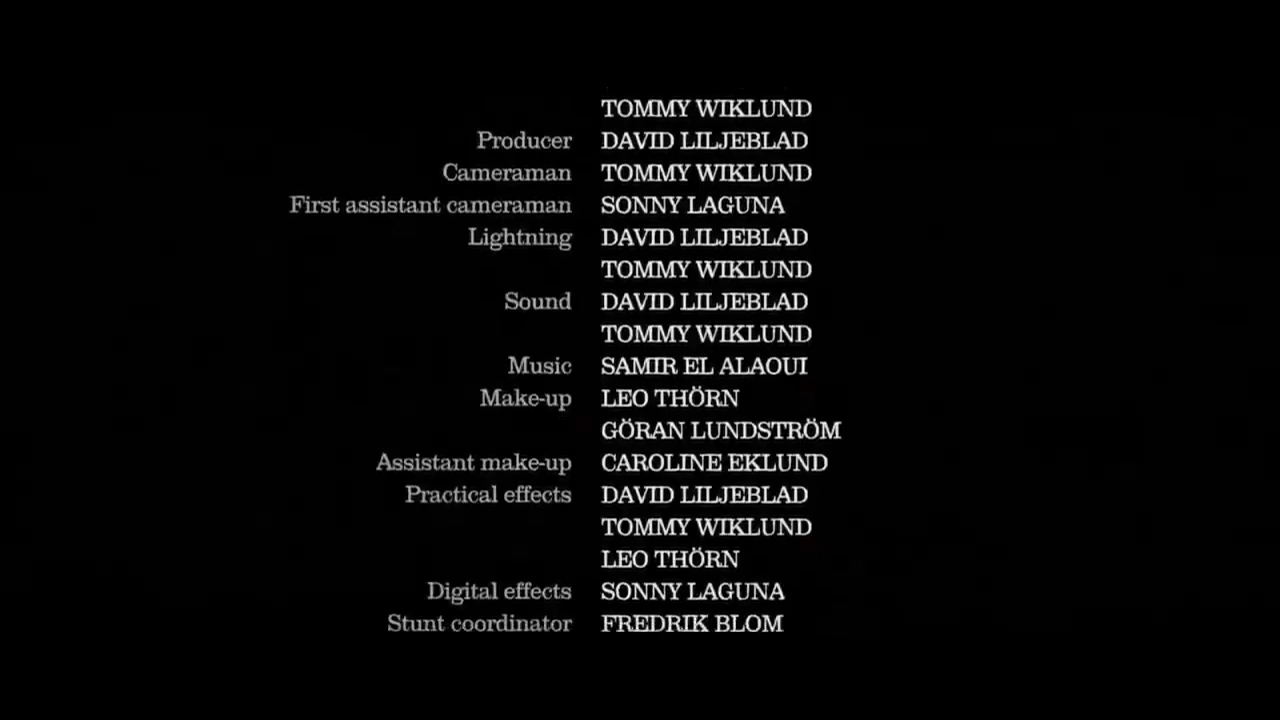 TOMMY WIKLUND
Producer DAVID LILJEBLAD
Cameraman TOMMY WIKLUND
First assistant cameraman SONNY LAGUNA
Lightning DAVID LILJEBLAD
TOMMY WIKLUND
Sound DAVID LILJEBLAD
TOMMY WIKLUND
Music SAMIR EL ALAOUI
Make-up LEO THÖRN
GÖRAN LUNDSTRÖM
Assistant make-up CAROLINE EKLUND
Practical effects DAVID LILJEBLAD
TOMMY WIKLUND
LEO THÖRN
Digital effects SONNY LAGUNA
Stunt coordinator FREDRIK BLOM